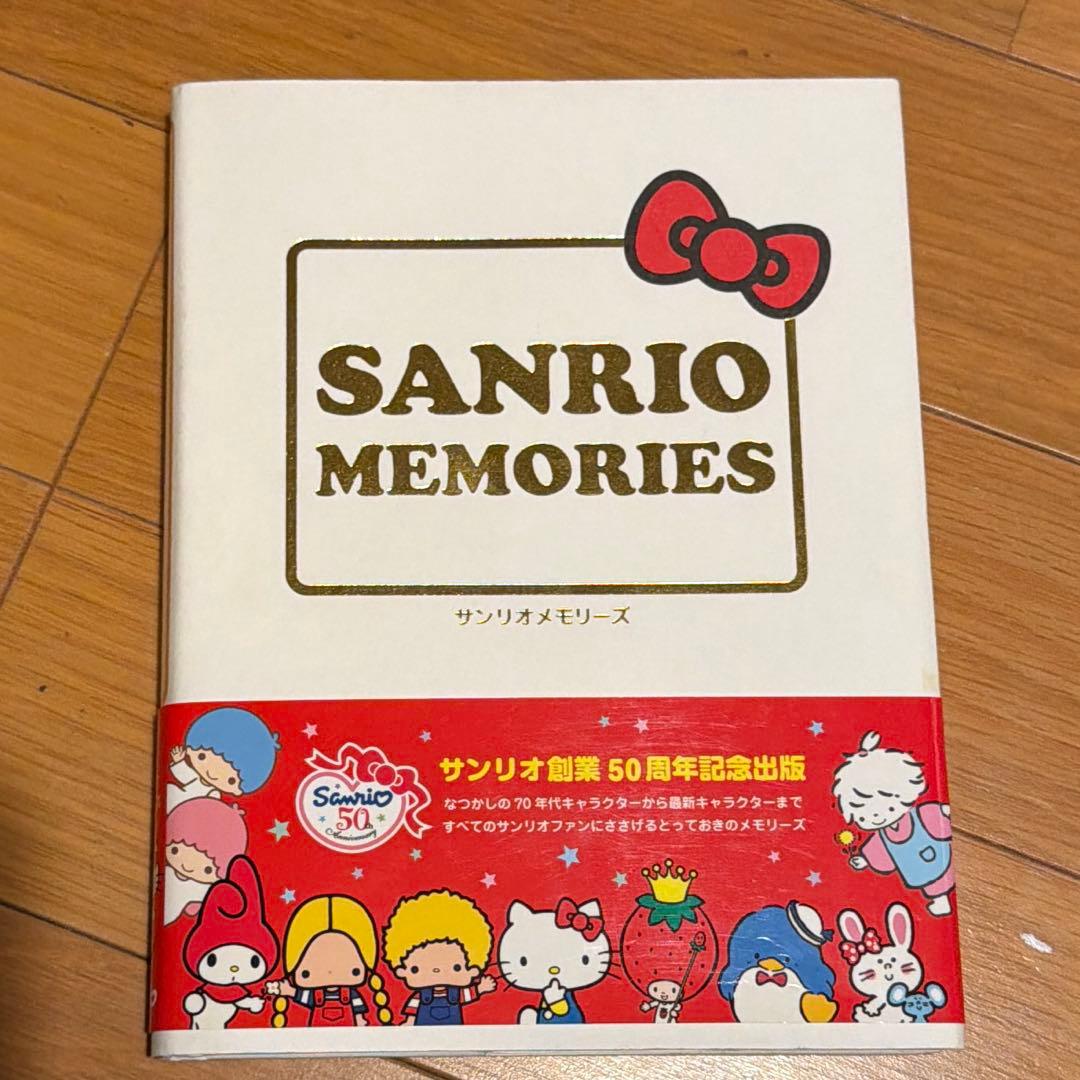 SANRIO
MEMORIES
サンリオメモリーズ
Sanrio
50th
Anniversary
サンリオ創業50周年記念出版
なつかしの70年代キャラクターから最新キャラクターまで
すべてのサンリオファンにささげるとっておきのメモリーズ